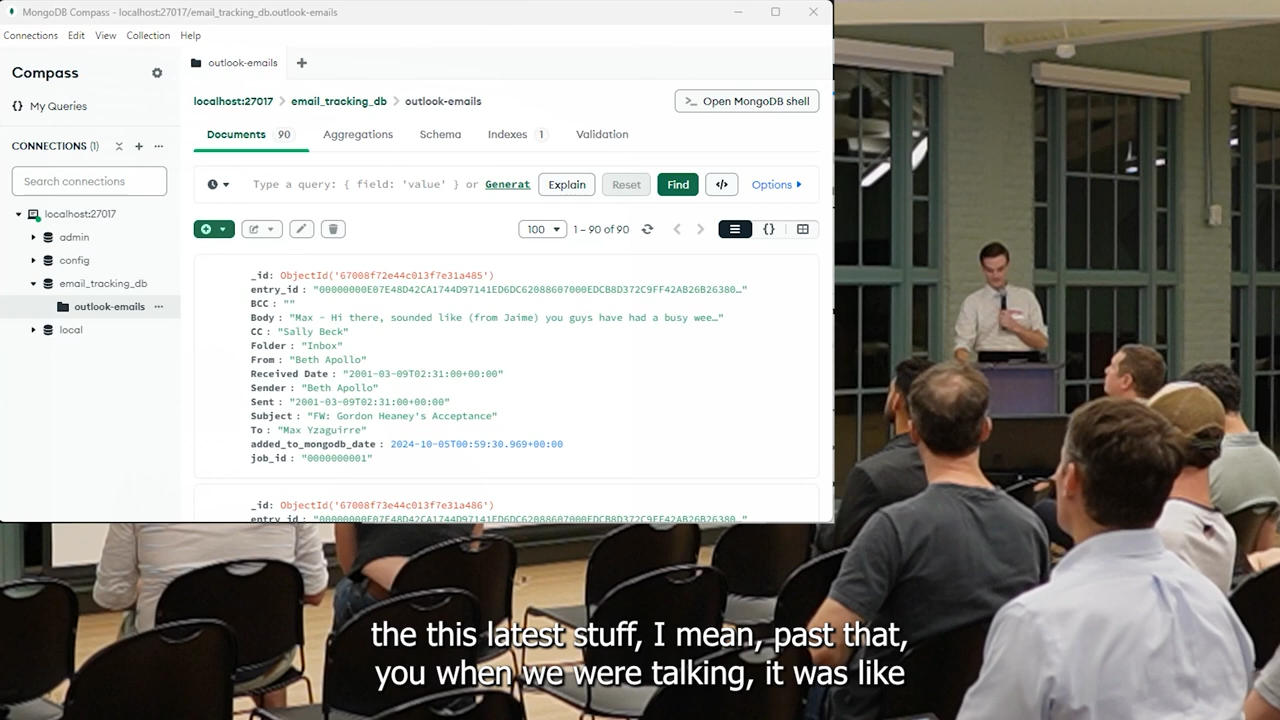 MongoDB Compass - localhost:27017/email_tracking_db.outlook-emails
Connections Edit View Collection Help
Compass
{} My Queries
CONNECTIONS (1)
Search connections
localhost:27017
admin
config
email_tracking_db
outlook-emails
local
outlook-emails
localhost:27017 > email_tracking_db > outlook-emails
>_ Open MongoDB shell
Documents 90 Aggregations Schema Indexes 1 Validation
Type a query: { field: 'value' } or Generat Explain Reset Find </> Options
100 1 – 90 of 90 {}
_id: ObjectId('67008f72e44c013f7e31a485')
entry_id : "00000000E07E48D42CA1744D97141ED6DC62088607000EDCB8D372C9FF42AB26B26380…"
BCC : ""
Body : "Max - Hi there, sounded like (from Jaime) you guys have had a busy wee…"
CC : "Sally Beck"
Folder : "Inbox"
From : "Beth Apollo"
Received Date : "2001-03-09T02:31:00+00:00"
Sender : "Beth Apollo"
Sent : "2001-03-09T02:31:00+00:00"
Subject : "FW: Gordon Heaney's Acceptance"
To : "Max Yzaguirre"
added_to_mongodb_date : 2024-10-05T00:59:30.969+00:00
job_id : "0000000001"
_id: ObjectId('67008f73e44c013f7e31a486')
entry_id : "00000000E07E48D42CA1744D97141ED6DC62088607000EDCB8D372C9FF42AB26B26380…"
the this latest stuff, I mean, past that,
you when we were talking, it was like